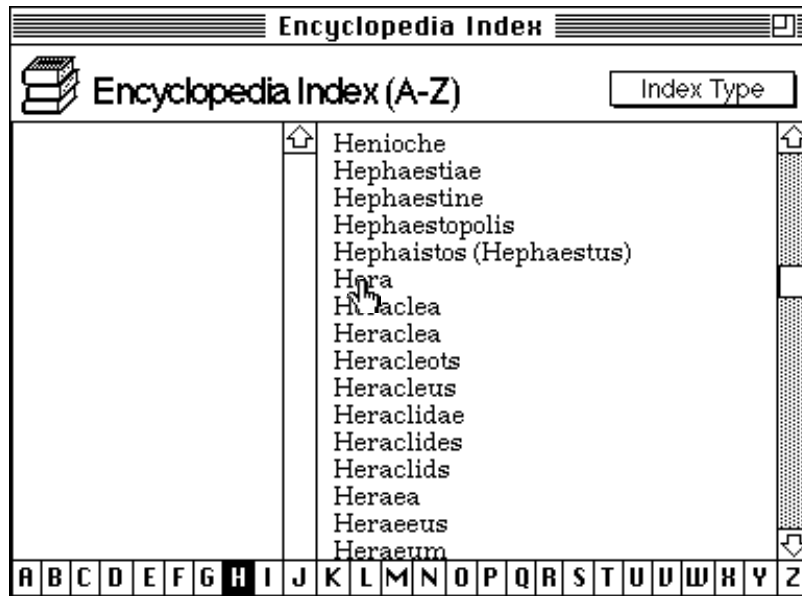 Encyclopedia Index
Encyclopedia Index (A-Z)
Index Type
Henioche
Hephaestiae
Hephaestine
Hephaestopolis
Hephaistos (Hephaestus)
Hera
Heraclea
Heraclea
Heracleots
Heracleus
Heraclidae
Heraclides
Heraclids
Heraea
Heraeeus
Heraeum
A B C D E F G H I J K L M N O P Q R S T U V W X Y Z